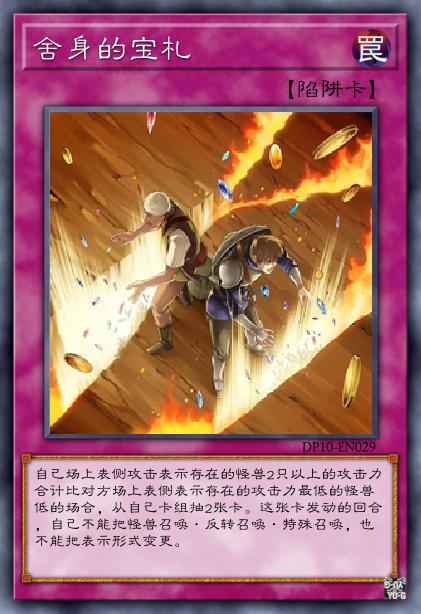 舍身的宝札
罠
【陷阱卡】
DP10-EN029
自己场上表侧攻击表示存在的怪兽2只以上的攻击力
合计比对方场上表侧表示存在的攻击力最低的怪兽
低的场合，从自己卡组抽2张卡。这张卡发动的回合
，自己不能把怪兽召唤·反转召唤·特殊召唤，也
不能把表示形式变更。